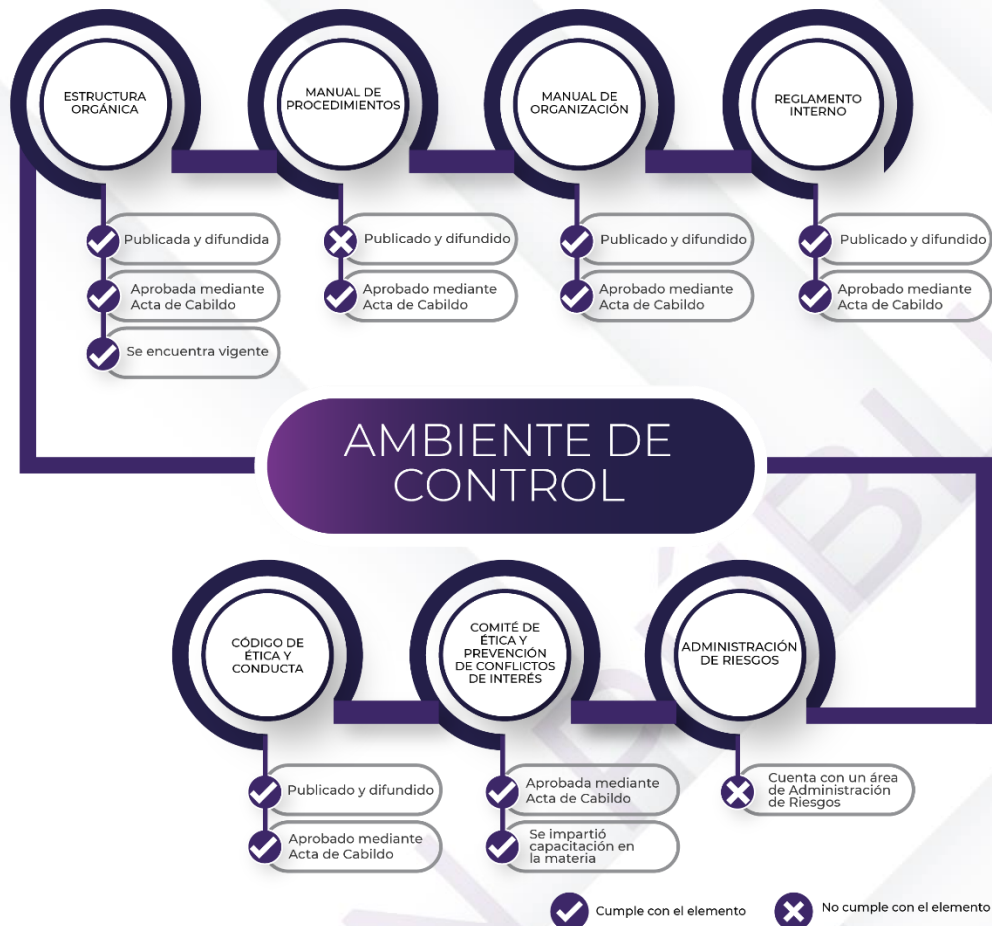 ESTRUCTURA
ORGÁNICA
MANUAL DE
PROCEDIMIENTOS
MANUAL DE
ORGANIZACIÓN
REGLAMENTO
INTERNO
Publicada y difundida
Aprobada mediante
Acta de Cabildo
Se encuentra vigente
Publicado y difundido
Aprobado mediante
Acta de Cabildo
Publicado y difundido
Aprobado mediante
Acta de Cabildo
Publicado y difundido
Aprobado mediante
Acta de Cabildo
AMBIENTE DE
CONTROL
CÓDIGO DE
ÉTICA Y
CONDUCTA
COMITÉ DE
ÉTICA Y
PREVENCIÓN
DE CONFLICTOS
DE INTERÉS
ADMINISTRACIÓN
DE RIESGOS
Publicado y difundido
Aprobado mediante
Acta de Cabildo
Aprobada mediante
Acta de Cabildo
Se impartió
capacitación en
la materia
Cuenta con un área
de Administración
de Riesgos
Cumple con el elemento
No cumple con el elemento